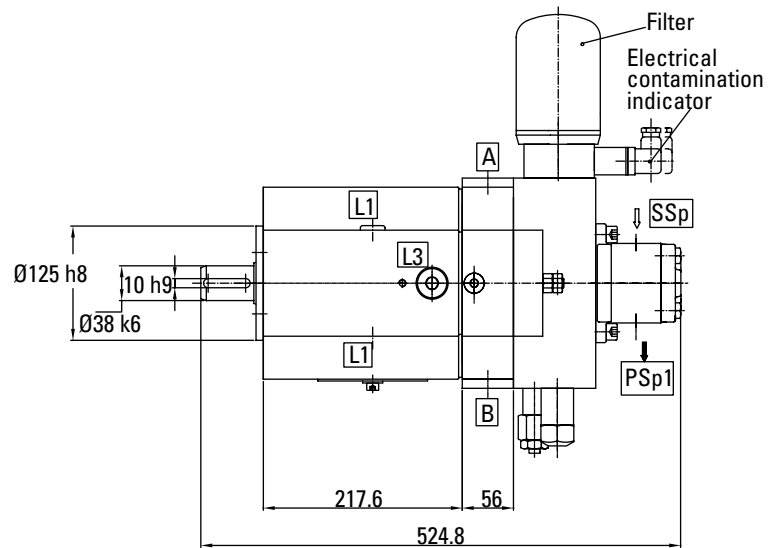 Filter
Electrical
contamination
indicator
A
L1
SSp
L3
Ø125 h8
10 h9
Ø38 k6
L1
PSp1
B
217.6
56
524.8